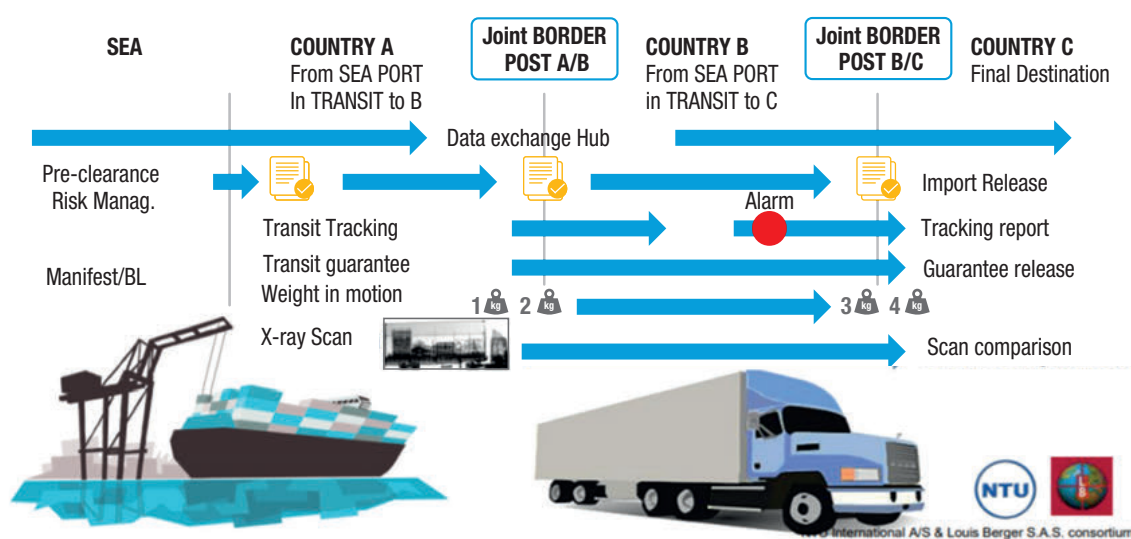 SEA
COUNTRY A
From SEA PORT
In TRANSIT to B
Joint BORDER
POST A/B
COUNTRY B
From SEA PORT
in TRANSIT to C
Joint BORDER
POST B/C
COUNTRY C
Final Destination
Data exchange Hub
Pre-clearance
Risk Manag.
Import Release
Alarm
Transit Tracking
Tracking report
Manifest/BL
Transit guarantee
Guarantee release
Weight in motion
1 kg 2 kg
3 kg 4 kg
X-ray Scan
Scan comparison
NTU
LB
International A/S & Louis Berger S.A.S. consortium